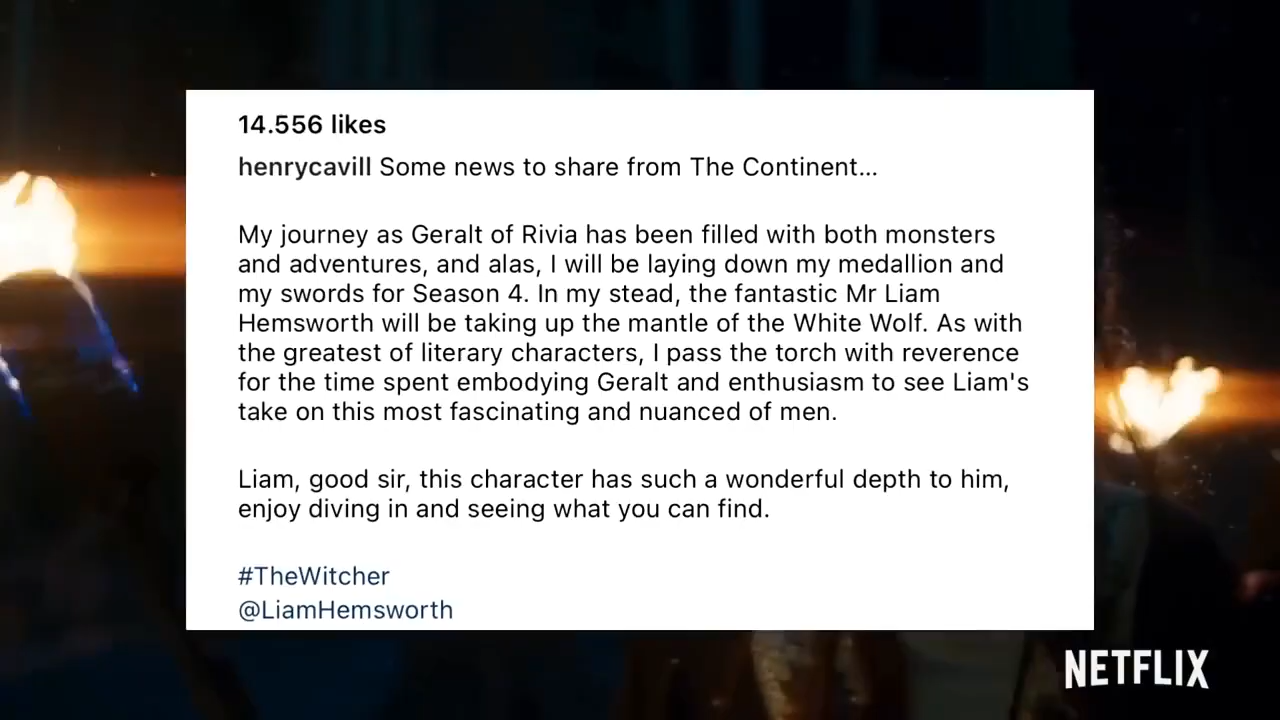 14.556 likes
henrycavill Some news to share from The Continent...
My journey as Geralt of Rivia has been filled with both monsters
and adventures, and alas, I will be laying down my medallion and
my swords for Season 4. In my stead, the fantastic Mr Liam
Hemsworth will be taking up the mantle of the White Wolf. As with
the greatest of literary characters, I pass the torch with reverence
for the time spent embodying Geralt and enthusiasm to see Liam's
take on this most fascinating and nuanced of men.
Liam, good sir, this character has such a wonderful depth to him,
enjoy diving in and seeing what you can find.
#TheWitcher
@LiamHemsworth
NETFLIX